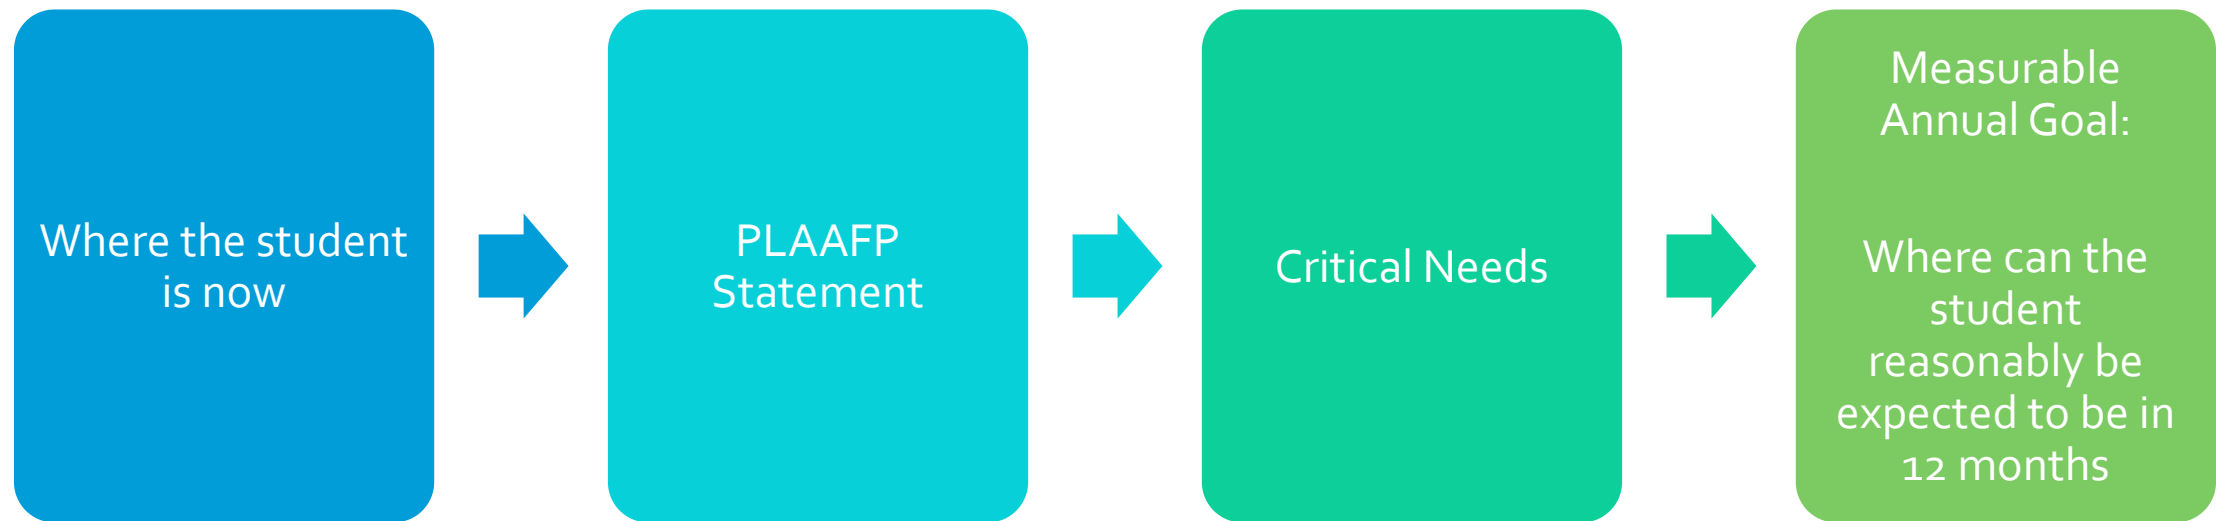 Where the student
is now
PLAAFP
Statement
Critical Needs
Measurable
Annual Goal:
Where can the
student
reasonably be
expected to be in
12 months